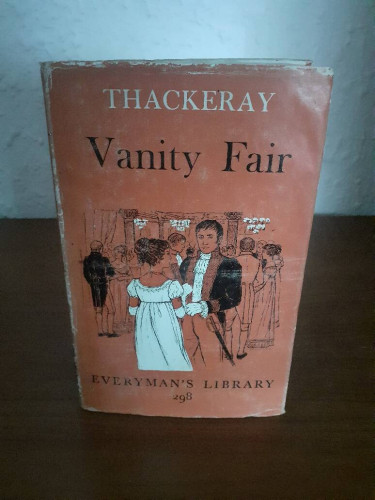 THACKERAY
Vanity Fair
EVERYMAN'S LIBRARY
298